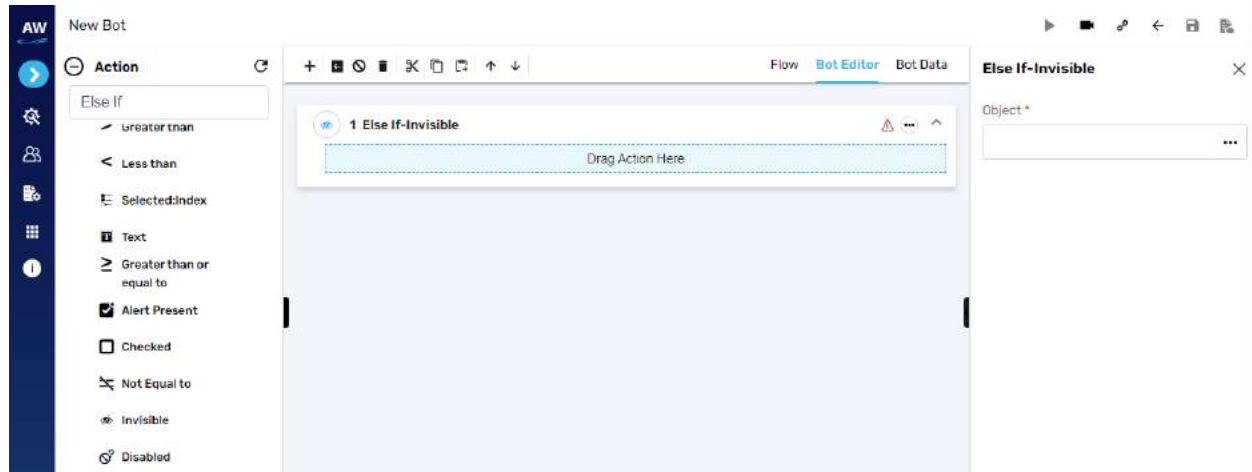 AW
New Bot
Action
Else If
Greater than
Less than
Selected:Index
Text
Greater than or
equal to
Alert Present
Checked
Not Equal to
Invisible
Disabled
Flow Bot Editor Bot Data
1 Else If-Invisible
Drag Action Here
Else If-Invisible
Object *